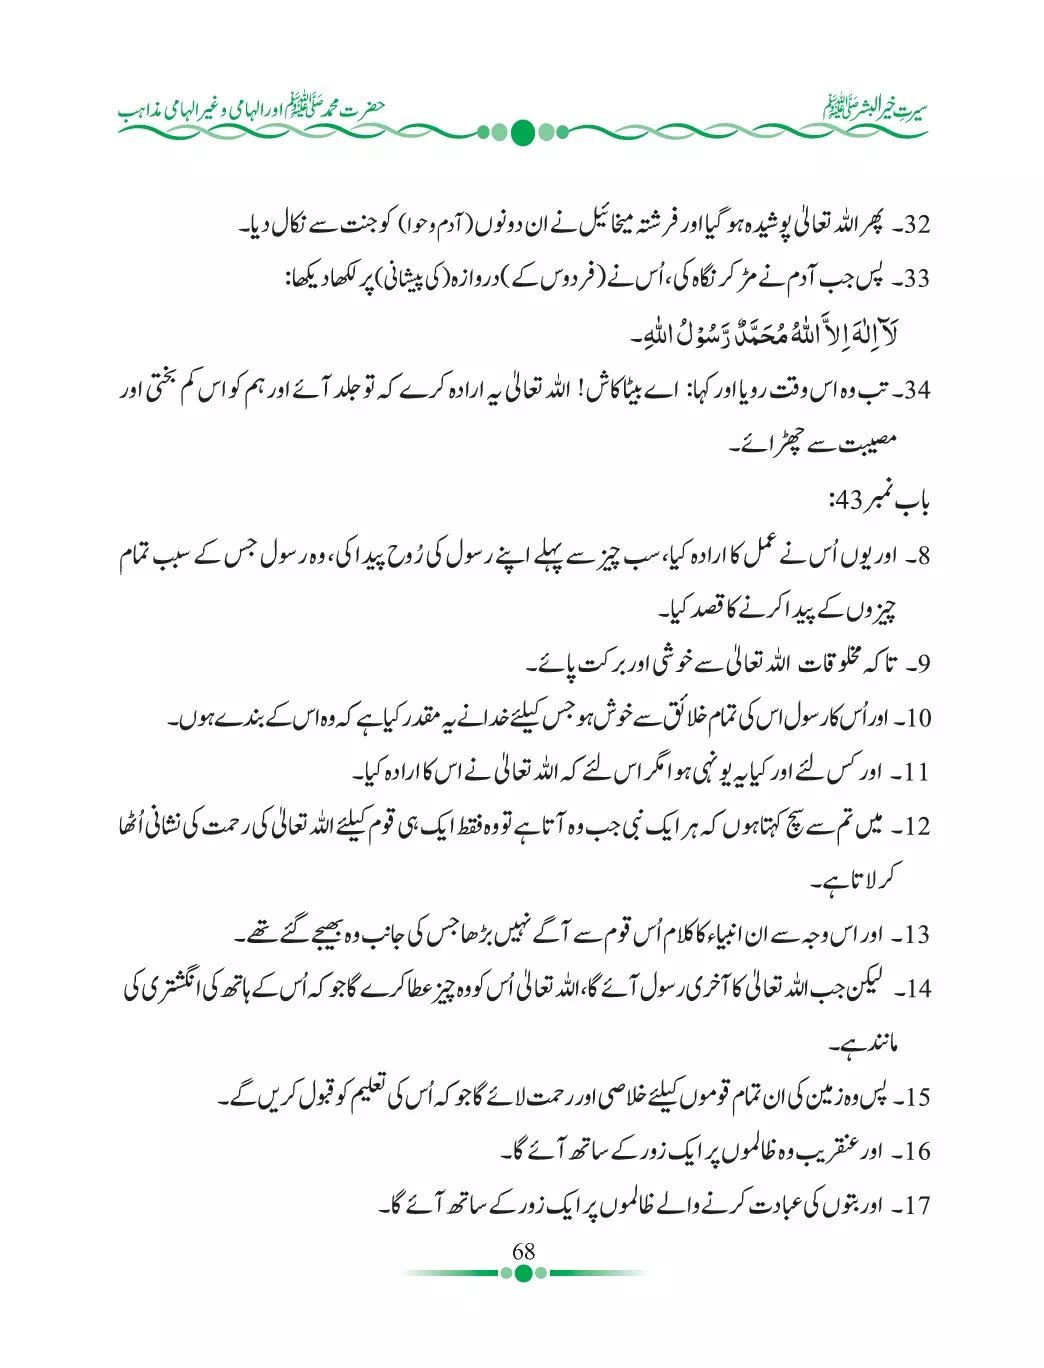 سیرتِ خیر البشر ﷺ
حضرت محمد ﷺ اور الہامی و غیر الہامی مذاہب
32۔ پھر اللہ تعالیٰ پوشیدہ ہو گیا اور فرشتہ میخائیل نے ان دونوں (آدم و حوا) کو جنت سے نکال دیا۔
33۔ پس جب آدم نے مڑ کر نگاہ کی، اُس نے (فردوس کے) دروازہ (کی پیشانی) پر لکھا دیکھا:
لَآ اِلٰهَ اِلاَّ اللهُ مُحَمَّدٌ رَّسُوْلُ اللهِ۔
34۔ تب وہ اس وقت رویا اور کہا: اے بیٹا کاش! اللہ تعالیٰ یہ ارادہ کرے کہ تو جلد آئے اور ہم کو اس کم بختی اور
مصیبت سے چھڑائے۔
باب نمبر 43:
8۔ اور یوں اُس نے عمل کا ارادہ کیا، سب چیز سے پہلے اپنے رسول کی رُوح پیدا کی، وہ رسول جس کے سبب تمام
چیزوں کے پیدا کرنے کا قصد کیا۔
9۔ تاکہ مخلوقات اللہ تعالیٰ سے خوشی اور برکت پائے۔
10۔ اور اُس کا رسول اس کی تمام خلائق سے خوش ہو جس کیلئے خدا نے یہ مقدر کیا ہے کہ وہ اس کے بندے ہوں۔
11۔ اور کس لئے اور کیا یہ یونہی ہوا مگر اس لئے کہ اللہ تعالیٰ نے اس کا ارادہ کیا۔
12۔ میں تم سے سچ کہتا ہوں کہ ہر ایک نبی جب وہ آتا ہے تو وہ فقط ایک ہی قوم کیلئے اللہ تعالیٰ کی رحمت کی نشانی اُٹھا
کر لاتا ہے۔
13۔ اور اس وجہ سے ان انبیاء کا کلام اُس قوم سے آگے نہیں بڑھا جس کی جانب وہ بھیجے گئے تھے۔
14۔ لیکن جب اللہ تعالیٰ کا آخری رسول آئے گا، اللہ تعالیٰ اُس کو وہ چیز عطا کرے گا جو کہ اُس کے ہاتھ کی انگشتری کی
مانند ہے۔
15۔ پس وہ زمین کی ان تمام قوموں کیلئے خلاصی اور رحمت لائے گا جو کہ اُس کی تعلیم کو قبول کریں گے۔
16۔ اور عنقریب وہ ظالموں پر ایک زور کے ساتھ آئے گا۔
17۔ اور بتوں کی عبادت کرنے والے ظالموں پر ایک زور کے ساتھ آئے گا۔
68